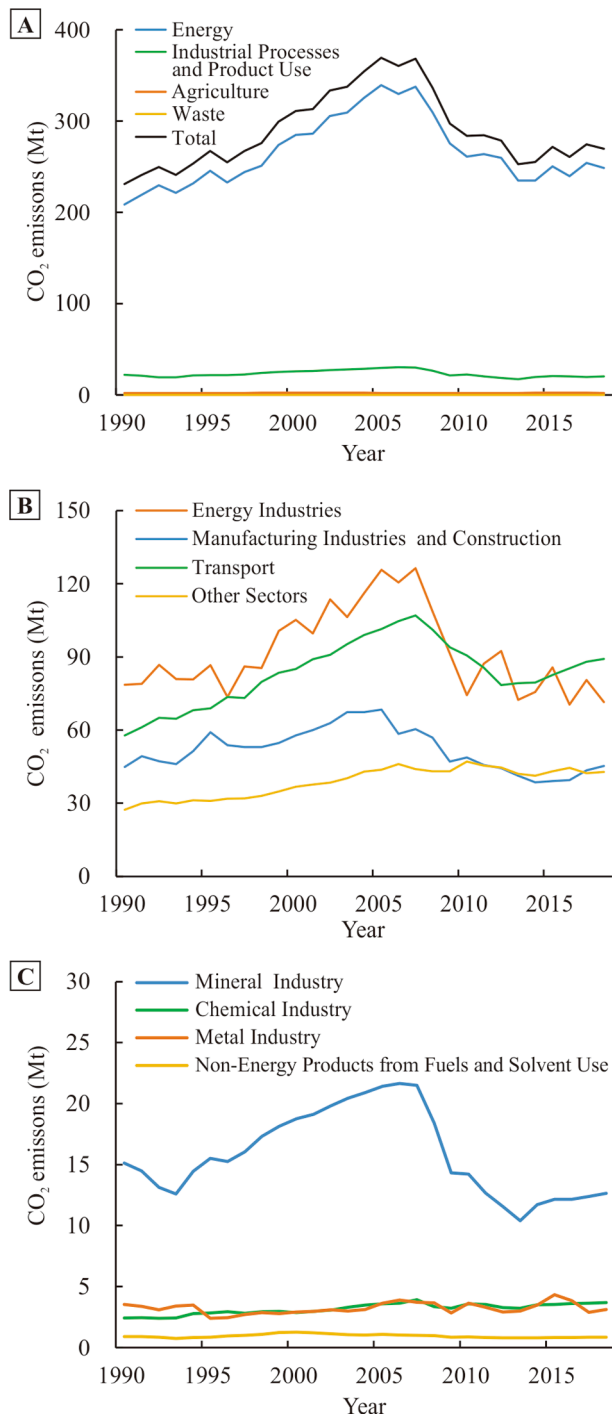 A
Energy
Industrial Processes
and Product Use
Agriculture
Waste
Total
CO₂ emissons (Mt)
400
300
200
100
0
1990 1995 2000 2005 2010 2015
Year
B
Energy Industries
Manufacturing Industries and Construction
Transport
Other Sectors
CO₂ emissons (Mt)
150
120
90
60
30
0
1990 1995 2000 2005 2010 2015
Year
C
Mineral Industry
Chemical Industry
Metal Industry
Non-Energy Products from Fuels and Solvent Use
CO₂ emissons (Mt)
30
25
20
15
10
5
0
1990 1995 2000 2005 2010 2015
Year